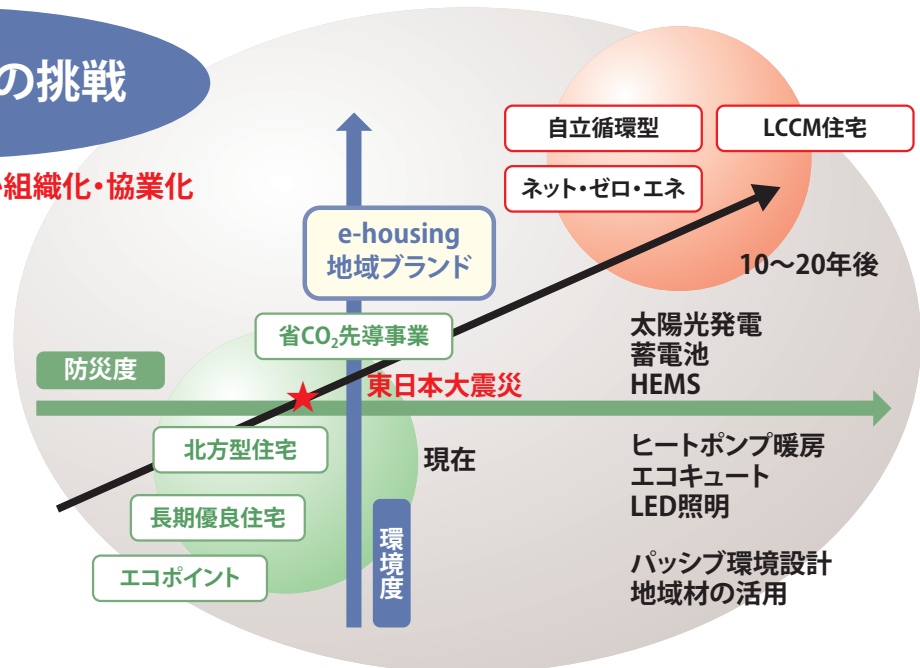 の挑戦
組織化・協業化
自立循環型
LCCM住宅
ネット・ゼロ・エネ
e-housing
地域ブランド
10〜20年後
省CO₂先導事業
太陽光発電
蓄電池
HEMS
防災度
東日本大震災
北方型住宅
現在
ヒートポンプ暖房
エコキュート
LED照明
長期優良住宅
環境度
エコポイント
パッシブ環境設計
地域材の活用